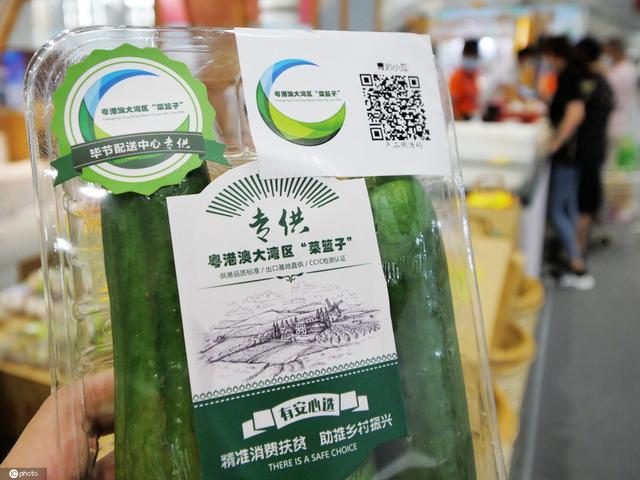 粤港澳大湾区“菜篮子”
毕节配送中心专供
粤港澳大湾区“菜篮子”
帅小瓜
产品溯源码
专供
粤港澳大湾区“菜篮子”
供港品质标准/出口基地直供/CCIC检测认证
有安心选
精准消费扶贫 助推乡村振兴
THERE IS A SAFE CHOICE
iC photo